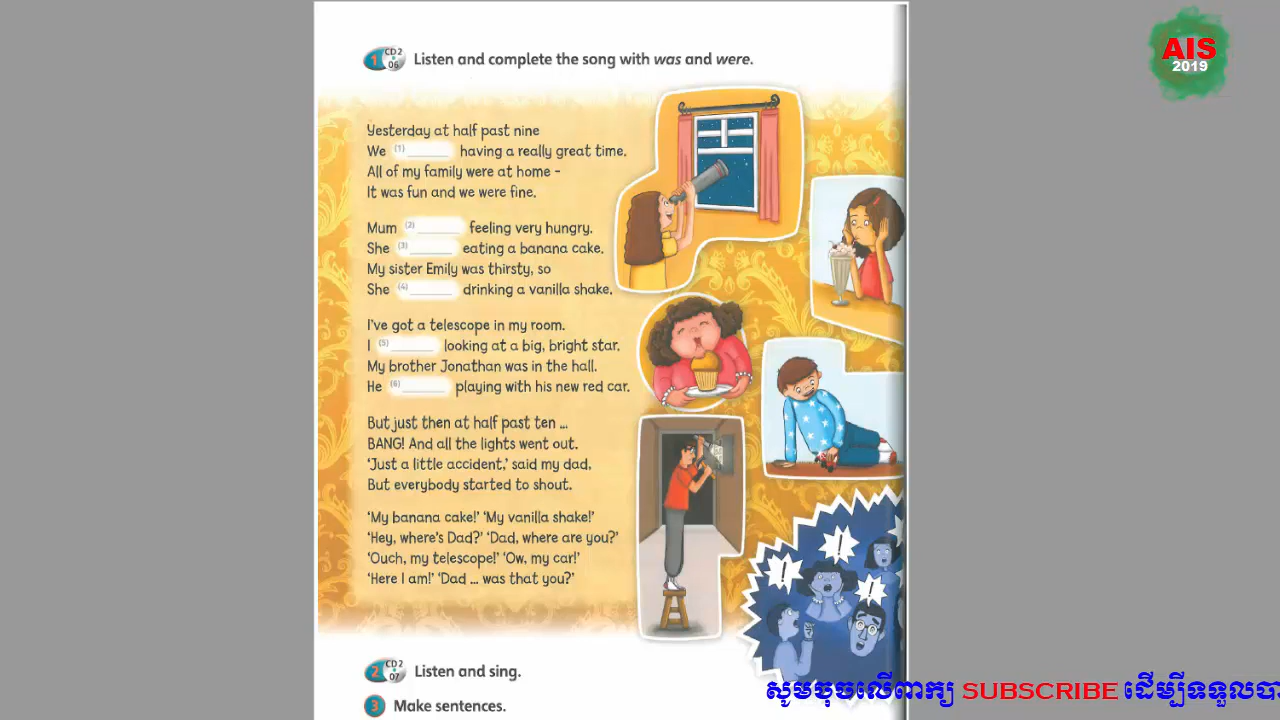 AIS
2019
1 CD2 06 Listen and complete the song with was and were.
Yesterday at half past nine
We (1)______ having a really great time.
All of my family were at home –
It was fun and we were fine.
Mum (2)______ feeling very hungry.
She (3)______ eating a banana cake.
My sister Emily was thirsty, so
She (4)______ drinking a vanilla shake.
I've got a telescope in my room.
I (5)______ looking at a big, bright star.
My brother Jonathan was in the hall.
He (6)______ playing with his new red car.
But just then at half past ten ...
BANG! And all the lights went out.
'Just a little accident,' said my dad,
But everybody started to shout.
'My banana cake!' 'My vanilla shake!'
'Hey, where's Dad?' 'Dad, where are you?'
'Ouch, my telescope!' 'Ow, my car!'
'Here I am!' 'Dad ... was that you?'
!
!
!
2 CD2 07 Listen and sing.
3 Make sentences.
សូមចុចលើពាក្យ SUBSCRIBE ដើម្បីទទួលបា